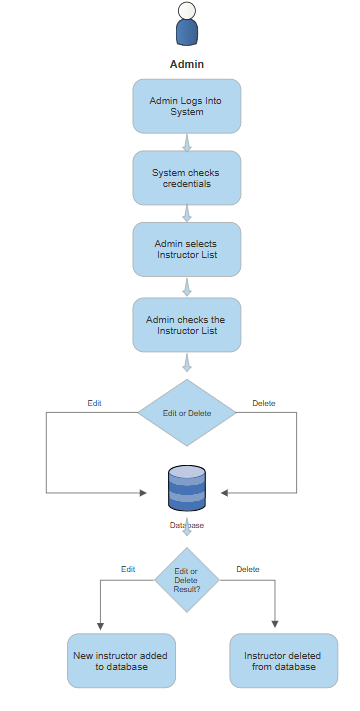 Admin
Admin Logs Into
System
System checks
credentials
Admin selects
Instructor List
Admin checks the
Instructor List
Edit
Delete
Edit or Delete
Database
Edit
Delete
Edit or
Delete
Result?
New instructor added
to database
Instructor deleted
from database